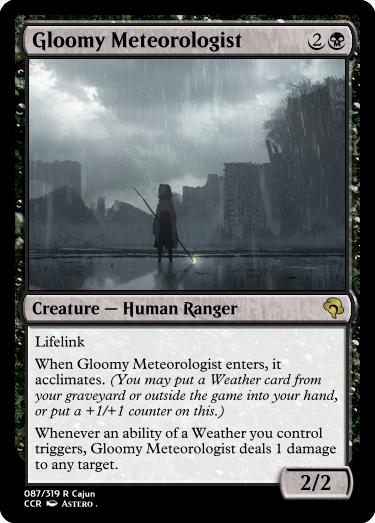 Gloomy Meteorologist 2
Creature — Human Ranger
Lifelink
When Gloomy Meteorologist enters, it
acclimates. (You may put a Weather card from
your graveyard or outside the game into your hand,
or put a +1/+1 counter on this.)
Whenever an ability of a Weather you control
triggers, Gloomy Meteorologist deals 1 damage
to any target.
2/2
087/319 R Cajun
CCR ASTERO.